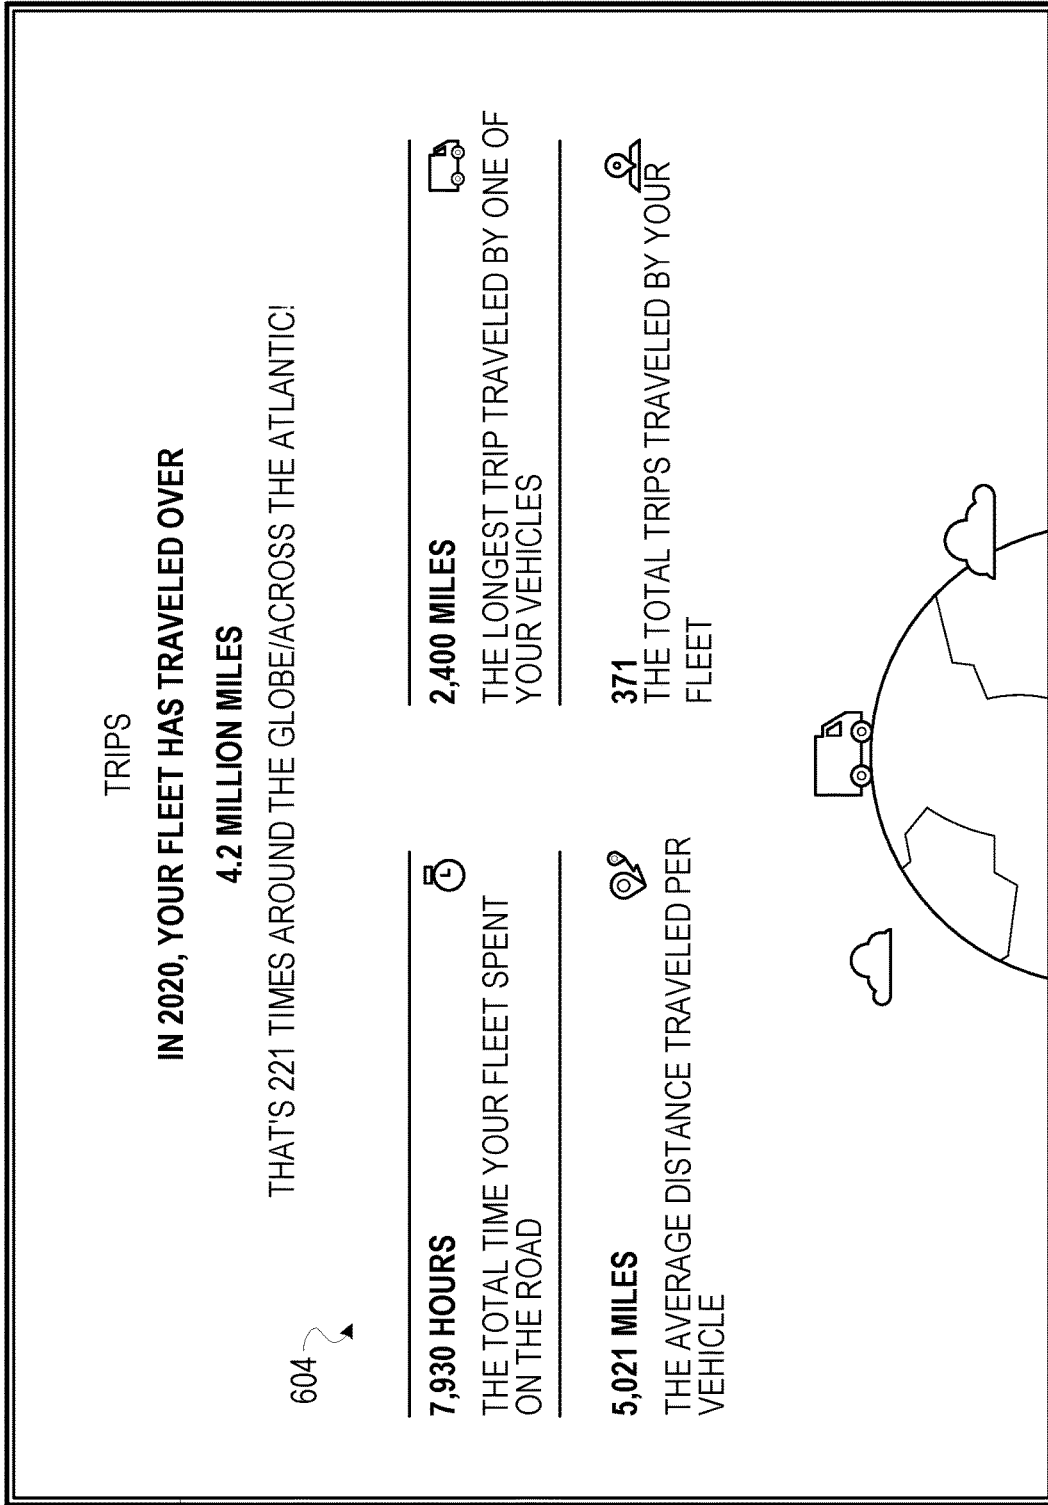 TRIPS
IN 2020, YOUR FLEET HAS TRAVELED OVER
4.2 MILLION MILES
THAT'S 221 TIMES AROUND THE GLOBE/ACROSS THE ATLANTIC!
604
7,930 HOURS
THE TOTAL TIME YOUR FLEET SPENT
ON THE ROAD
2,400 MILES
THE LONGEST TRIP TRAVELED BY ONE OF
YOUR VEHICLES
5,021 MILES
THE AVERAGE DISTANCE TRAVELED PER
VEHICLE
371
THE TOTAL TRIPS TRAVELED BY YOUR
FLEET